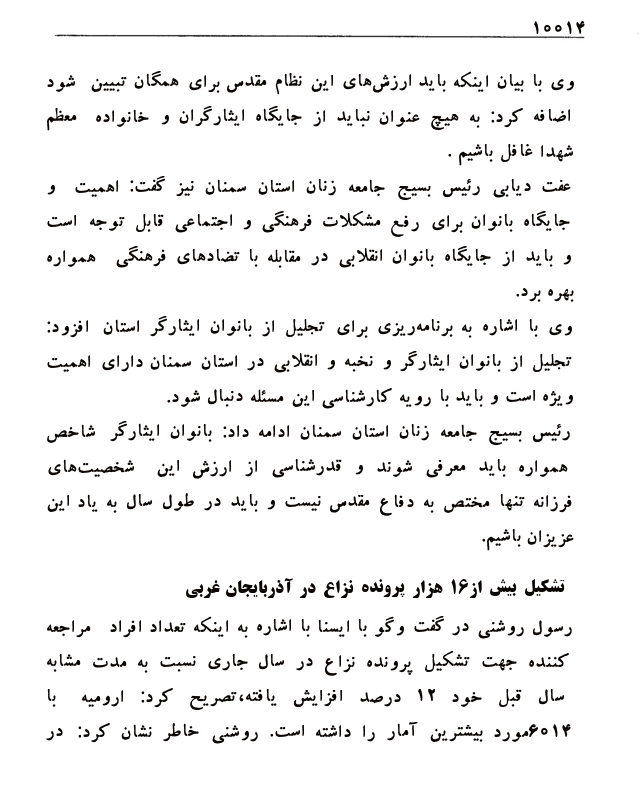 ۱۰۰۱۴
وی با بیان اینکه باید ارزش‌های این نظام مقدس برای همگان تبیین شود
اضافه کرد: به هیچ عنوان نباید از جایگاه ایثارگران و خانواده معظم
شهدا غافل باشیم .
عفت دیابی رئیس بسیج جامعه زنان استان سمنان نیز گفت: اهمیت و
جایگاه بانوان برای رفع مشکلات فرهنگی و اجتماعی قابل توجه است
و باید از جایگاه بانوان انقلابی در مقابله با تضادهای فرهنگی همواره
بهره برد.
وی با اشاره به برنامه‌ریزی برای تجلیل از بانوان ایثارگر استان افزود:
تجلیل از بانوان ایثارگر و نخبه و انقلابی در استان سمنان دارای اهمیت
ویژه است و باید با رویه کارشناسی این مسئله دنبال شود.
رئیس بسیج جامعه زنان استان سمنان ادامه داد: بانوان ایثارگر شاخص
همواره باید معرفی شوند و قدرشناسی از ارزش این شخصیت‌های
فرزانه تنها مختص به دفاع مقدس نیست و باید در طول سال به یاد این
عزیزان باشیم.
تشکیل بیش از۱۶ هزار پرونده نزاع در آذربایجان غربی
رسول روشنی در گفت وگو با ایسنا با اشاره به اینکه تعداد افراد مراجعه
کننده جهت تشکیل پرونده نزاع در سال جاری نسبت به مدت مشابه
سال قبل خود ۱۲ درصد افزایش یافته،تصریح کرد: ارومیه با
۶۰۱۴مورد بیشترین آمار را داشته است. روشنی خاطر نشان کرد: در